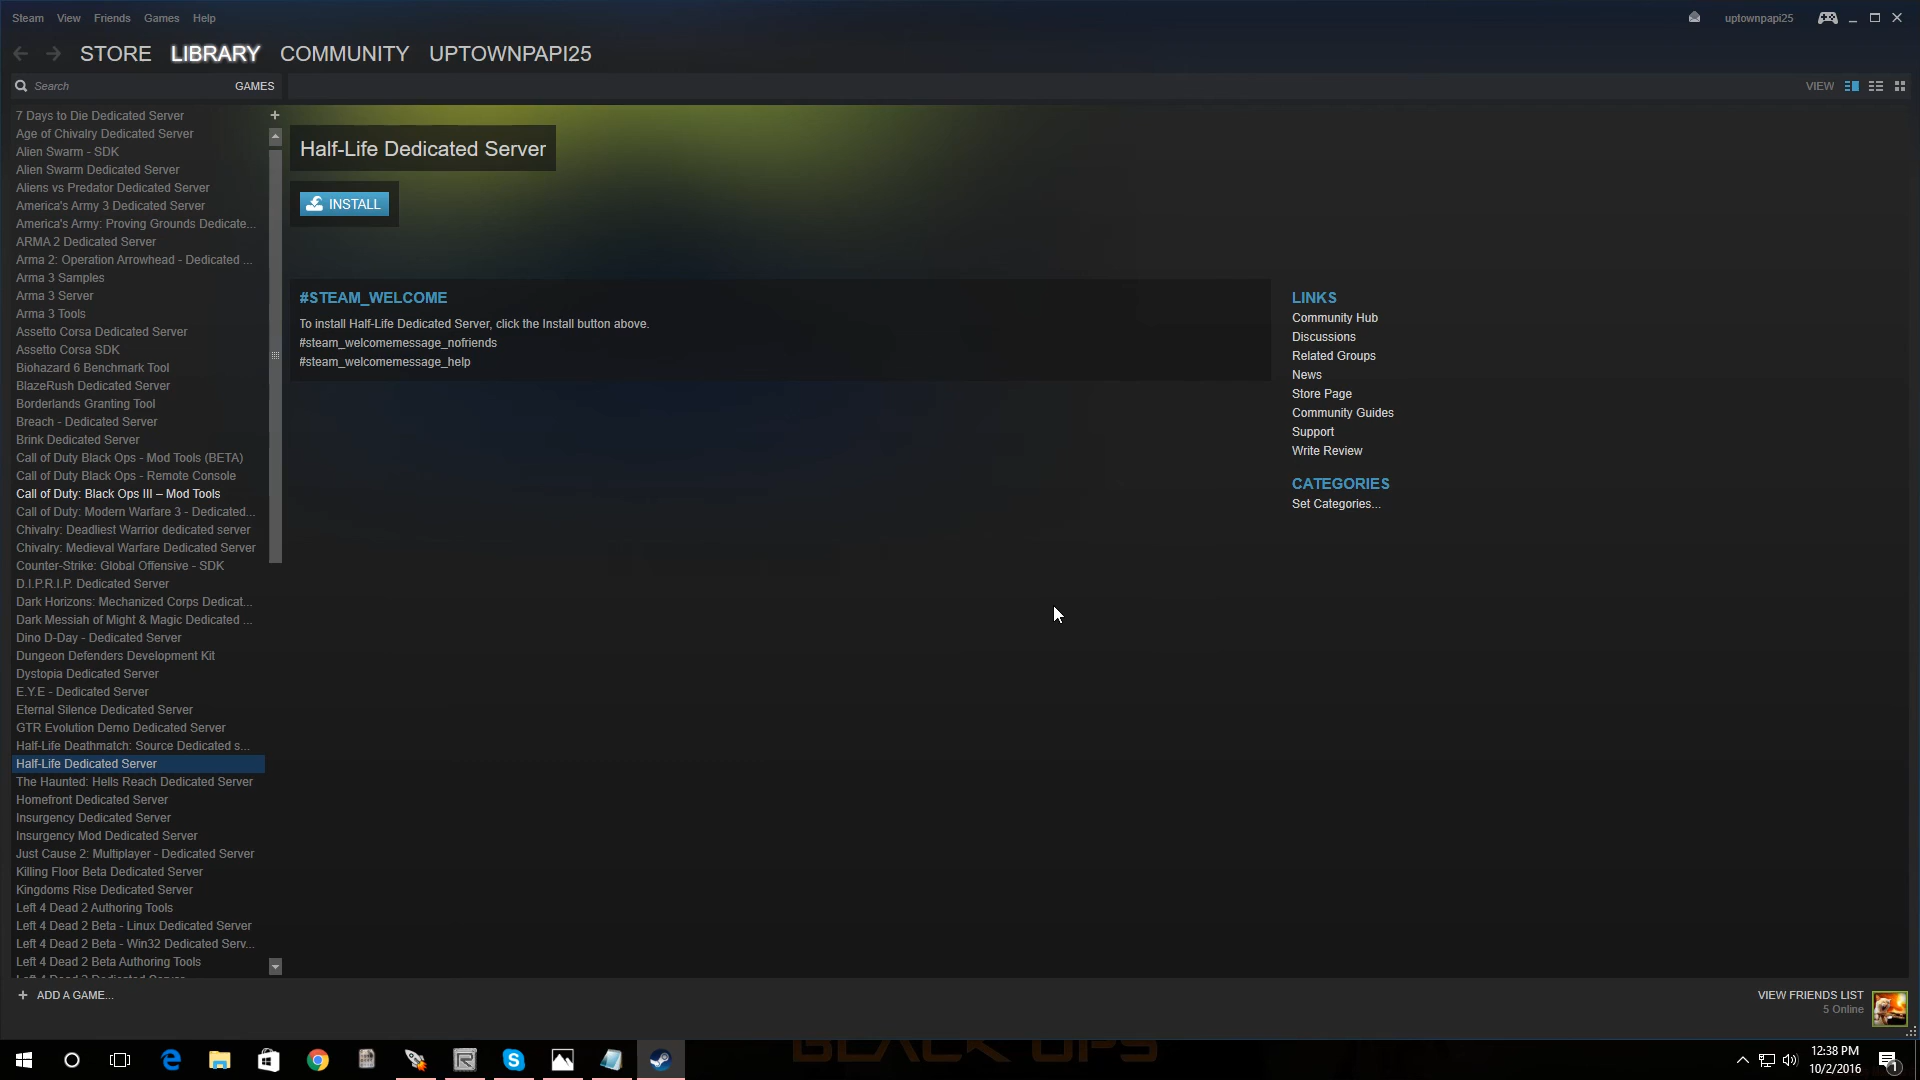 Steam View Friends Games Help
uptownpapi25
STORE LIBRARY COMMUNITY UPTOWNPAPI25
Search
GAMES
VIEW
7 Days to Die Dedicated Server
Age of Chivalry Dedicated Server
Alien Swarm - SDK
Alien Swarm Dedicated Server
Aliens vs Predator Dedicated Server
America's Army 3 Dedicated Server
America's Army: Proving Grounds Dedicate...
ARMA 2 Dedicated Server
Arma 2: Operation Arrowhead - Dedicated ...
Arma 3 Samples
Arma 3 Server
Arma 3 Tools
Assetto Corsa Dedicated Server
Assetto Corsa SDK
Biohazard 6 Benchmark Tool
BlazeRush Dedicated Server
Borderlands Granting Tool
Breach - Dedicated Server
Brink Dedicated Server
Call of Duty Black Ops - Mod Tools (BETA)
Call of Duty Black Ops - Remote Console
Call of Duty: Black Ops III – Mod Tools
Call of Duty: Modern Warfare 3 - Dedicated...
Chivalry: Deadliest Warrior dedicated server
Chivalry: Medieval Warfare Dedicated Server
Counter-Strike: Global Offensive - SDK
D.I.P.R.I.P. Dedicated Server
Dark Horizons: Mechanized Corps Dedicat...
Dark Messiah of Might & Magic Dedicated ...
Dino D-Day - Dedicated Server
Dungeon Defenders Development Kit
Dystopia Dedicated Server
E.Y.E - Dedicated Server
Eternal Silence Dedicated Server
GTR Evolution Demo Dedicated Server
Half-Life Deathmatch: Source Dedicated s...
Half-Life Dedicated Server
The Haunted: Hells Reach Dedicated Server
Homefront Dedicated Server
Insurgency Dedicated Server
Insurgency Mod Dedicated Server
Just Cause 2: Multiplayer - Dedicated Server
Killing Floor Beta Dedicated Server
Kingdoms Rise Dedicated Server
Left 4 Dead 2 Authoring Tools
Left 4 Dead 2 Beta - Linux Dedicated Server
Left 4 Dead 2 Beta - Win32 Dedicated Serv...
Left 4 Dead 2 Beta Authoring Tools
Left 4 Dead 2 Dedicated Server
Half-Life Dedicated Server
INSTALL
#STEAM_WELCOME
To install Half-Life Dedicated Server, click the Install button above.
#steam_welcomemessage_nofriends
#steam_welcomemessage_help
LINKS
Community Hub
Discussions
Related Groups
News
Store Page
Community Guides
Support
Write Review
CATEGORIES
Set Categories...
+ ADD A GAME...
VIEW FRIENDS LIST
5 Online
BLACK OPS
12:38 PM
10/2/2016
1